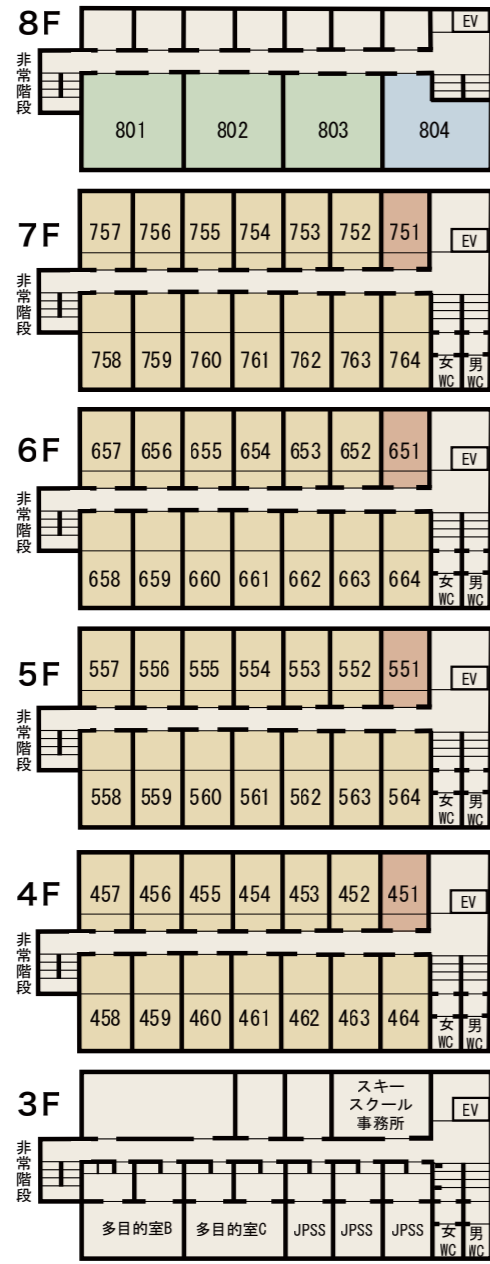 8F
EV
非常階段
801 802 803 804
7F
757 756 755 754 753 752 751
EV
非常階段
758 759 760 761 762 763 764
女 男
WC WC
6F
657 656 655 654 653 652 651
EV
非常階段
658 659 660 661 662 663 664
女 男
WC WC
5F
557 556 555 554 553 552 551
EV
非常階段
558 559 560 561 562 563 564
女 男
WC WC
4F
457 456 455 454 453 452 451
EV
非常階段
458 459 460 461 462 463 464
女 男
WC WC
3F
スキー
スクール
事務所
EV
非常階段
多目的室B 多目的室C JPSS JPSS JPSS
女 男
WC WC